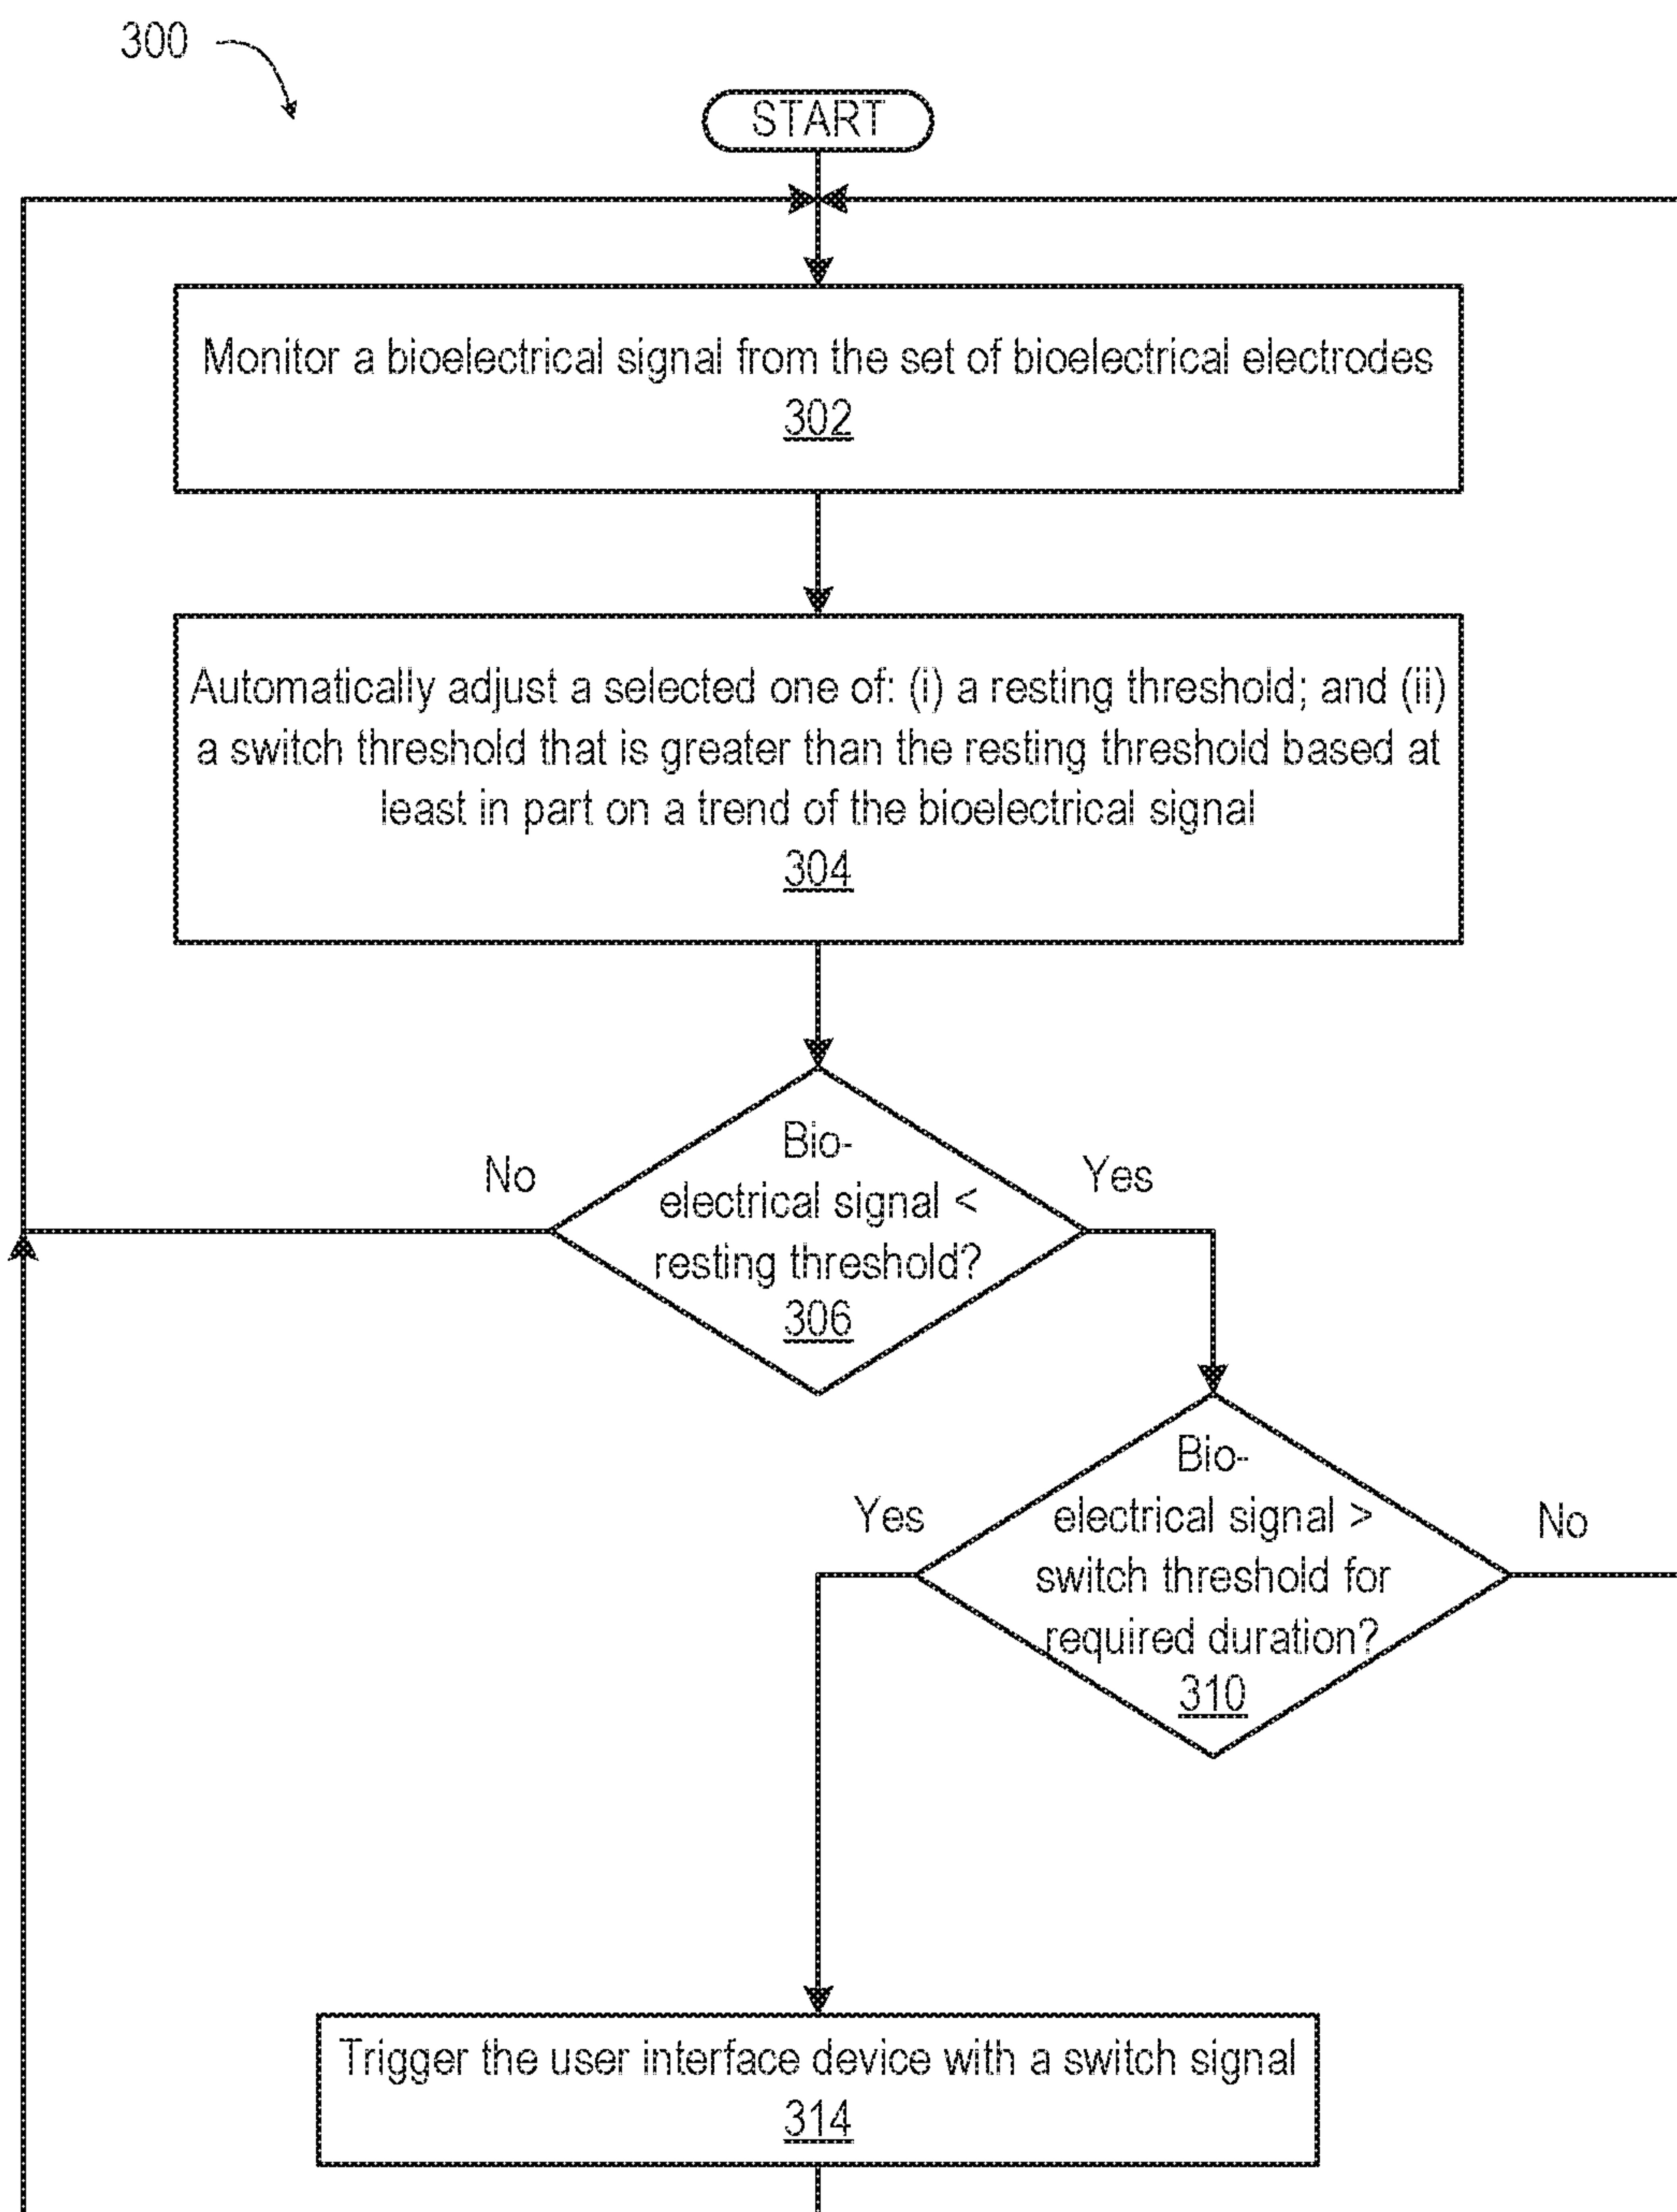 300
START
Monitor a bioelectrical signal from the set of bioelectrical electrodes
302
Automatically adjust a selected one of: (i) a resting threshold; and (ii)
a switch threshold that is greater than the resting threshold based at
least in part on a trend of the bioelectrical signal
304
No
Yes
Bio-
electrical signal <
resting threshold?
306
Yes
No
Bio-
electrical signal >
switch threshold for
required duration?
310
Trigger the user interface device with a switch signal
314